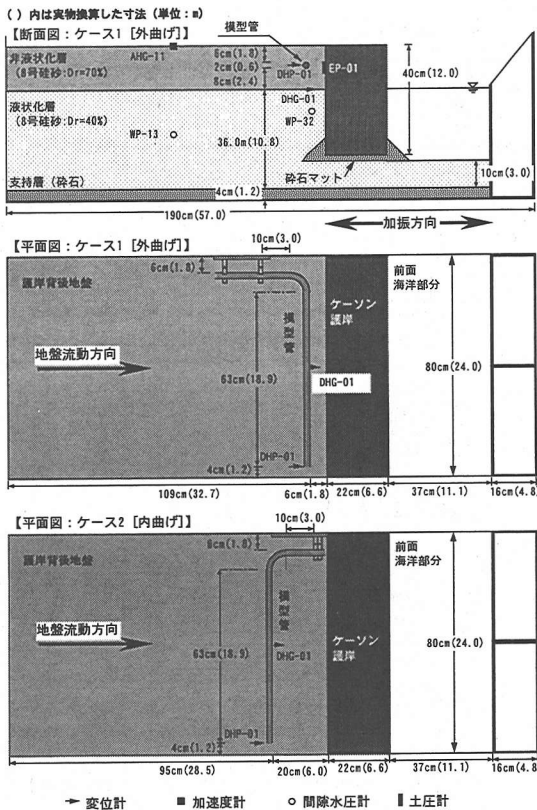 ( ) 内は実物換算した寸法 (単位：m)
【断面図：ケース1 [外曲げ]】
模型管
非液状化層
(8号硅砂:Dr=70%)
AHG-11
6cm(1.8)
2cm(0.6)
8cm(2.4)
DHP-01
EP-01
40cm(12.0)
DHG-01
液状化層
(8号硅砂:Dr=40%)
WP-13
WP-32
36.0m(10.8)
支持層 (砕石)
4cm(1.2)
砕石マット
10cm(3.0)
190cm(57.0)
加振方向
【平面図：ケース1 [外曲げ]】
10cm(3.0)
6cm(1.8)
護岸背後地盤
模型管
ケーソン
護岸
前面
海洋部分
地盤流動方向
63cm(18.9)
DHG-01
80cm(24.0)
DHP-01
4cm(1.2)
109cm(32.7)
6cm(1.8)
22cm(6.6)
37cm(11.1)
16cm(4.8)
【平面図：ケース2 [内曲げ]】
10cm(3.0)
6cm(1.8)
護岸背後地盤
模型管
前面
海洋部分
地盤流動方向
63cm(18.9)
DHG-01
ケーソン
護岸
80cm(24.0)
DHP-01
4cm(1.2)
95cm(28.5)
20cm(6.0)
22cm(6.6)
37cm(11.1)
16cm(4.8)
変位計
加速度計
間隙水圧計
土圧計